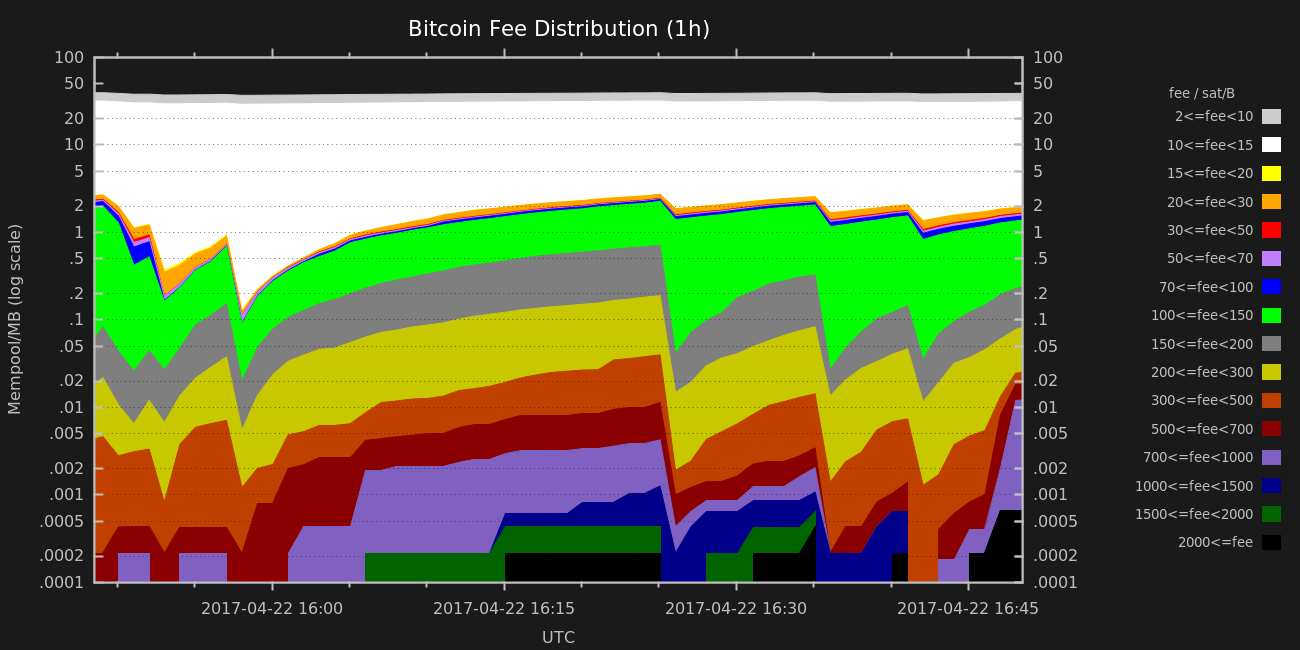 Bitcoin Fee Distribution (1h)
100
50
20
10
5
2
1
.5
.2
.1
.05
.02
.01
.005
.002
.001
.0005
.0002
.0001
Mempool/MB (log scale)
100
50
20
10
5
2
1
.5
.2
.1
.05
.02
.01
.005
.002
.001
.0005
.0002
.0001
2017-04-22 16:00
2017-04-22 16:15
2017-04-22 16:30
2017-04-22 16:45
UTC
fee / sat/B
2<=fee<10
10<=fee<15
15<=fee<20
20<=fee<30
30<=fee<50
50<=fee<70
70<=fee<100
100<=fee<150
150<=fee<200
200<=fee<300
300<=fee<500
500<=fee<700
700<=fee<1000
1000<=fee<1500
1500<=fee<2000
2000<=fee